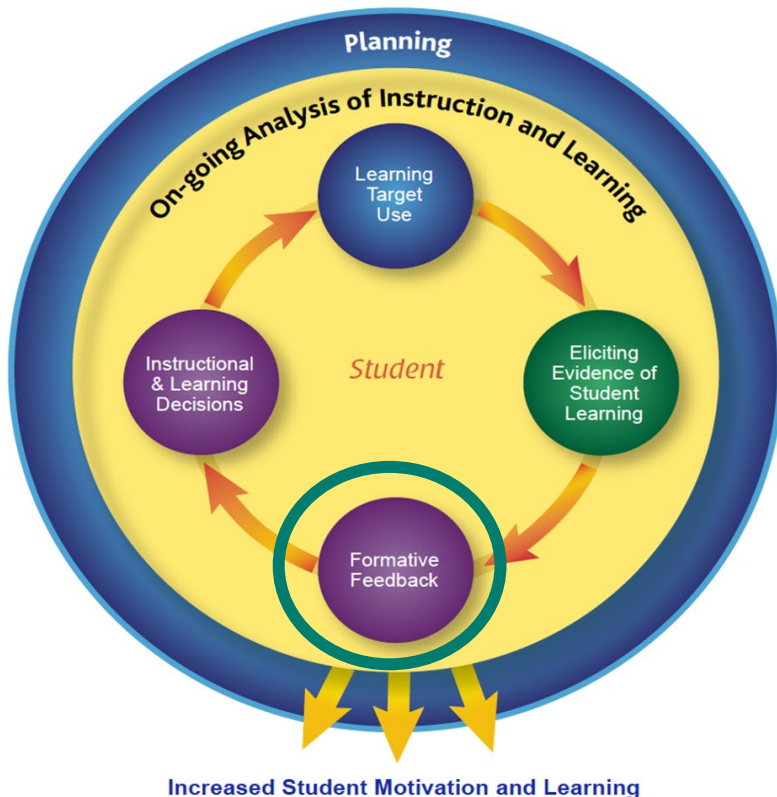 Planning
On-going Analysis of Instruction and Learning
Learning
Target
Use
Eliciting
Evidence of
Student
Learning
Student
Instructional
& Learning
Decisions
Formative
Feedback
Increased Student Motivation and Learning